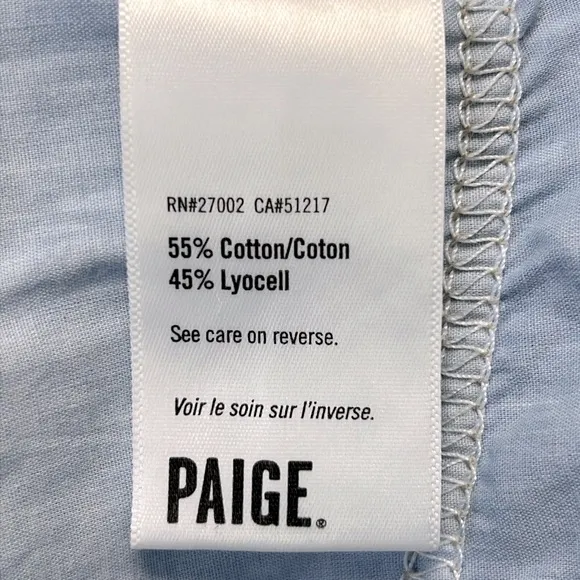 RN#27002 CA#51217
55% Cotton/Coton
45% Lyocell
See care on reverse.
Voir le soin sur l'inverse.
PAIGE®